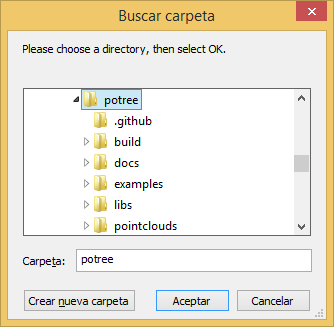 Buscar carpeta
Please choose a directory, then select OK.
potree
.github
build
docs
examples
libs
pointclouds
Carpeta: potree
Crear nueva carpeta Aceptar Cancelar